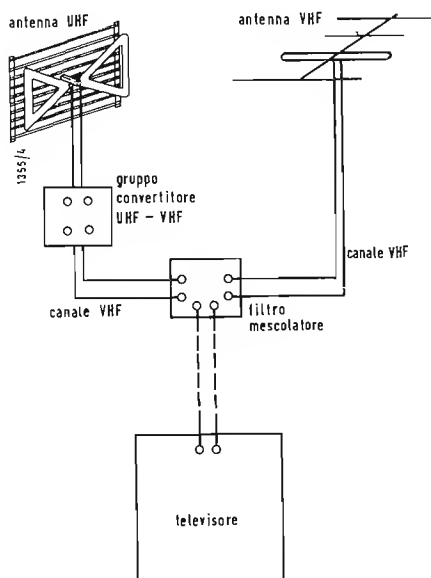 antenna UHF
antenna VHF
1355/4
gruppo
convertitore
UHF - VHF
canale VHF
canale VHF
filtro
mescolatore
televisore